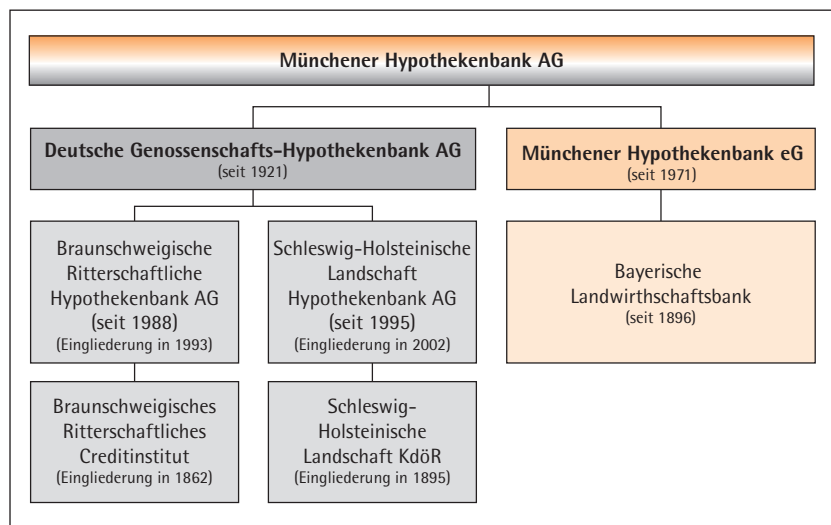 Münchener Hypothekenbank AG
Deutsche Genossenschafts-Hypothekenbank AG
(seit 1921)
Münchener Hypothekenbank eG
(seit 1971)
Braunschweigische
Ritterschaftliche
Hypothekenbank AG
(seit 1988)
(Eingliederung in 1993)
Schleswig-Holsteinische
Landschaft
Hypothekenbank AG
(seit 1995)
(Eingliederung in 2002)
Bayerische
Landwirthschaftsbank
(seit 1896)
Braunschweigisches
Ritterschaftliches
Creditinstitut
(Eingliederung in 1862)
Schleswig-
Holsteinische
Landschaft KdöR
(Eingliederung in 1895)